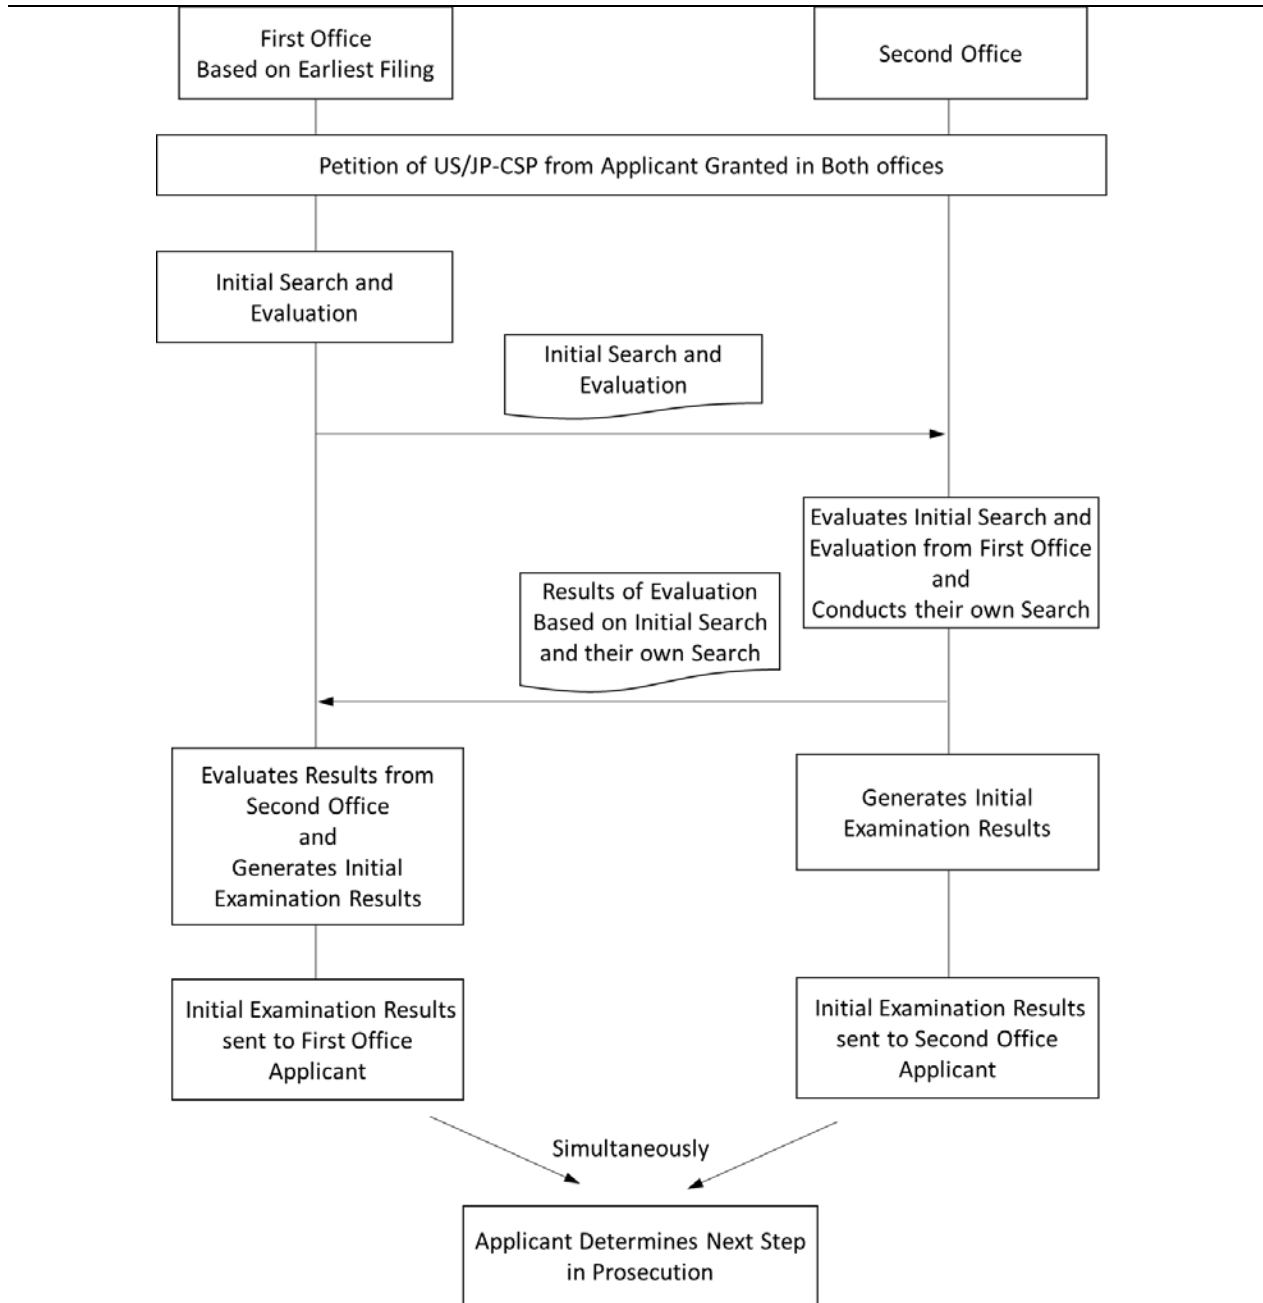 First Office
Based on Earliest Filing
Second Office
Petition of US/JP-CSP from Applicant Granted in Both offices
Initial Search and
Evaluation
Initial Search and
Evaluation
Evaluates Initial Search and
Evaluation from First Office
and
Conducts their own Search
Results of Evaluation
Based on Initial Search
and their own Search
Evaluates Results from
Second Office
and
Generates Initial
Examination Results
Generates Initial
Examination Results
Initial Examination Results
sent to First Office
Applicant
Initial Examination Results
sent to Second Office
Applicant
Simultaneously
Applicant Determines Next Step
in Prosecution